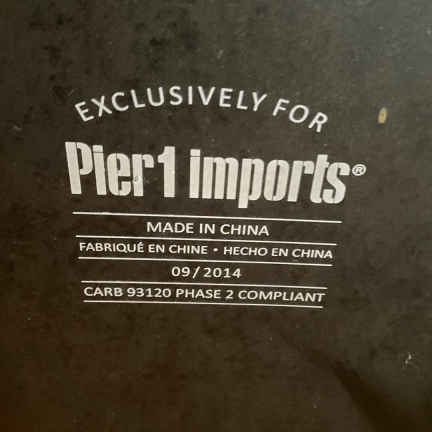 EXCLUSIVELY FOR
Pier 1 imports®
MADE IN CHINA
FABRIQUÉ EN CHINE • HECHO EN CHINA
09/2014
CARB 93120 PHASE 2 COMPLIANT